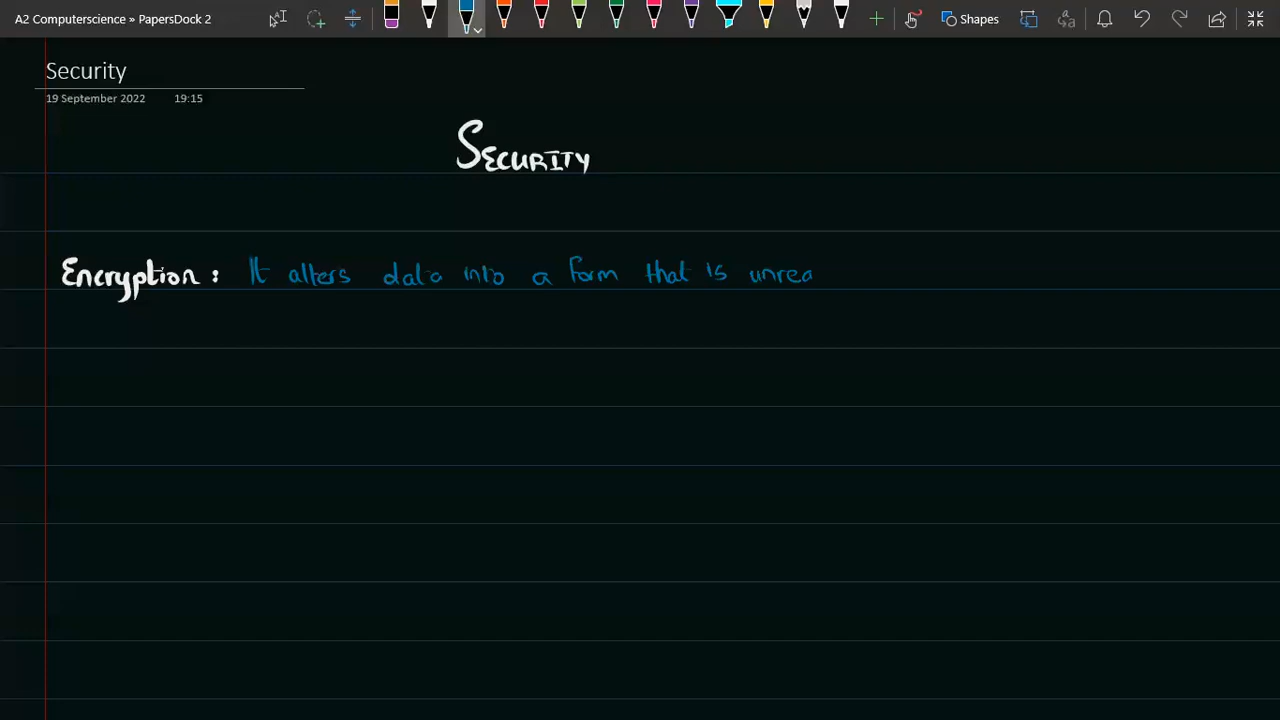 A2 Computerscience » PapersDock 2
Shapes
Security
19 September 2022 19:15
Security
Encryption: It alters data into a form that is unrea